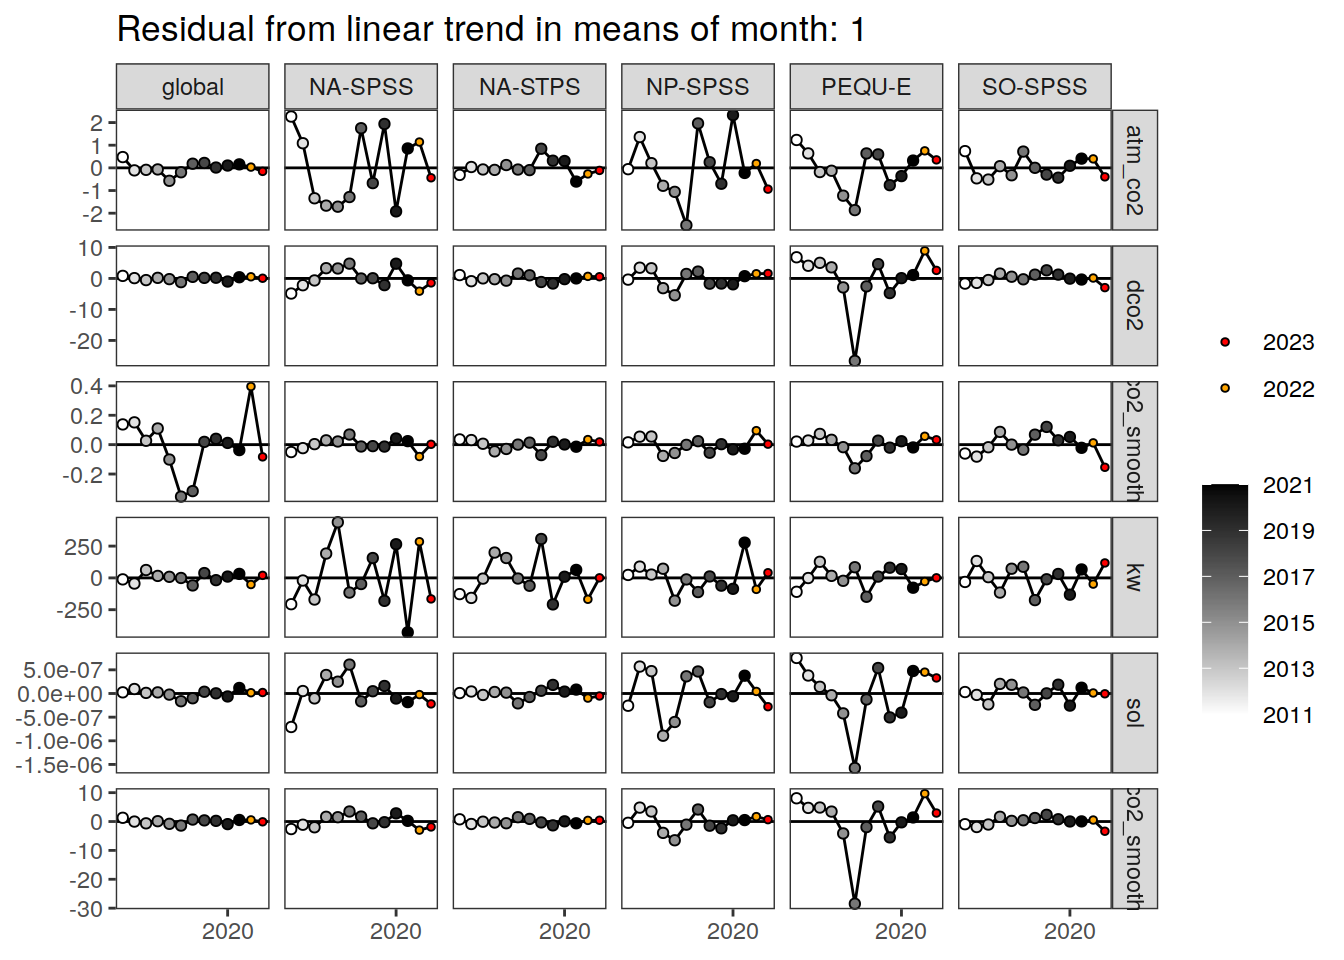 Residual from linear trend in means of month: 1
global NA-SPSS NA-STPS NP-SPSS PEQU-E SO-SPSS
2
1
0
-1
-2
atm_co2
10
0
-10
-20
dco2
0.4
0.2
0.0
-0.2
co2_smooth
250
0
-250
kw
5.0e-07
0.0e+00
-5.0e-07
-1.0e-06
-1.5e-06
sol
10
0
-10
-20
-30
co2_smooth
2020 2020 2020 2020 2020 2020
2023
2022
2021
2019
2017
2015
2013
2011